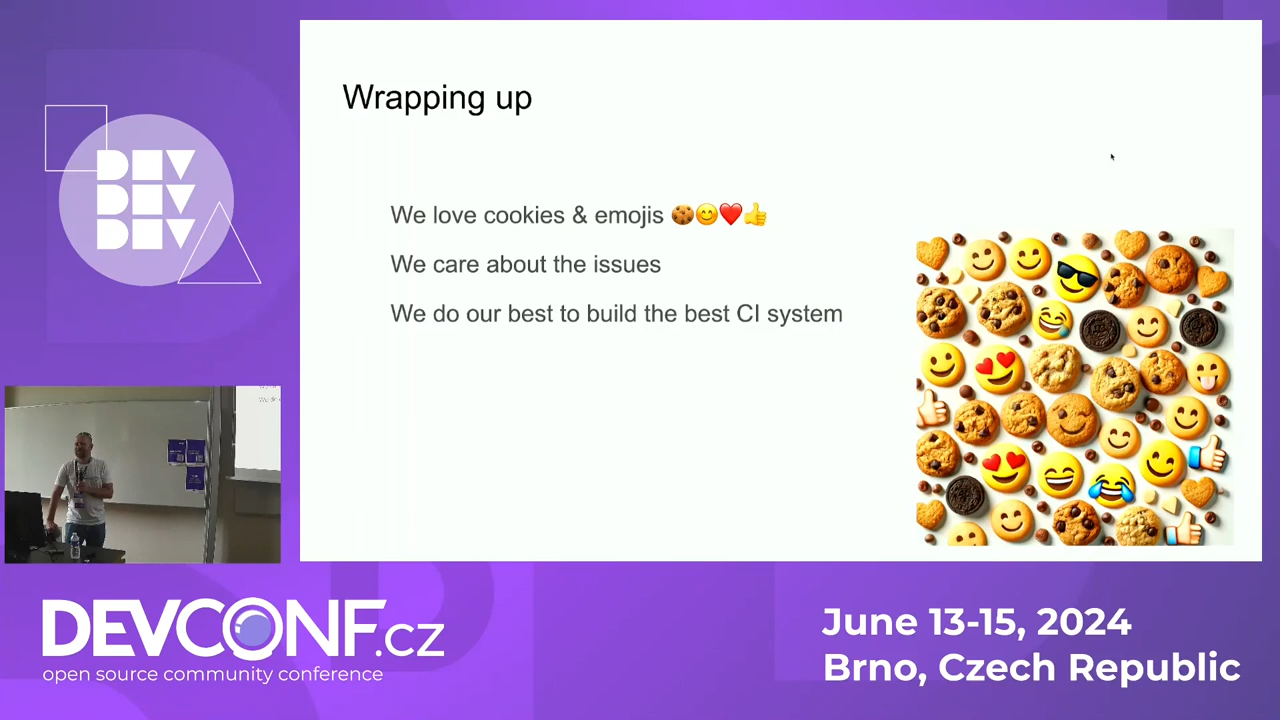 DEV
DEV
DEV
Wrapping up
We love cookies & emojis 🍪😊❤️👍
We care about the issues
We do our best to build the best CI system
DEVCONF.cz
open source community conference
June 13-15, 2024
Brno, Czech Republic